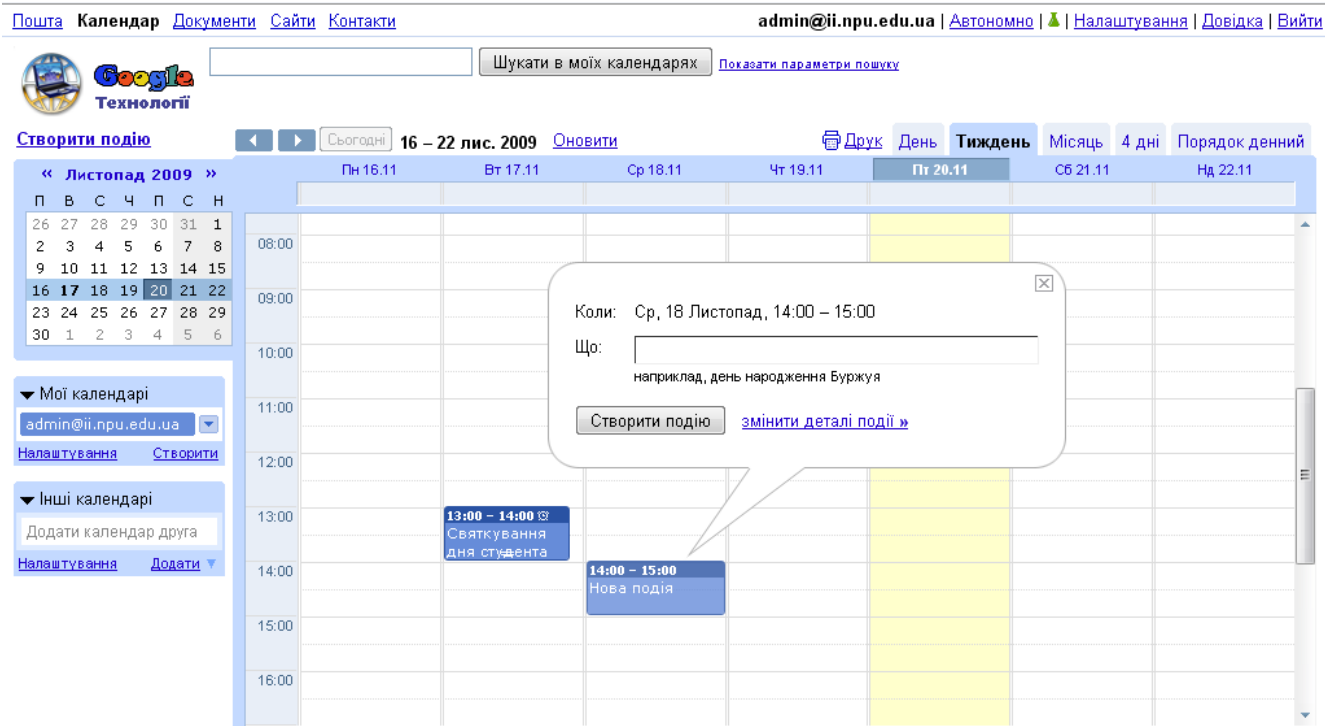 Пошта Календар Документи Сайти Контакти admin@ii.npu.edu.ua | Автономно | | Налаштування | Довідка | Вийти
Google
Технології
Шукати в моїх календарях Показати параметри пошуку
Створити подію Сьогодні 16 – 22 лис. 2009 Оновити Друк День Тиждень Місяць 4 дні Порядок денний
« Листопад 2009 »
П В С Ч П С Н
26 27 28 29 30 31 1
2 3 4 5 6 7 8
9 10 11 12 13 14 15
16 17 18 19 20 21 22
23 24 25 26 27 28 29
30 1 2 3 4 5 6
Мої календарі
admin@ii.npu.edu.ua
Налаштування Створити
Інші календарі
Додати календар друга
Налаштування Додати
Пн 16.11 Вт 17.11 Ср 18.11 Чт 19.11 Пт 20.11 Сб 21.11 Нд 22.11
08:00
09:00
10:00
11:00
12:00
13:00
14:00
15:00
16:00
Коли: Ср, 18 Листопад, 14:00 – 15:00
Що:
наприклад, день народження Буржуя
Створити подію змінити деталі події »
13:00 – 14:00
Святкування
дня студента
14:00 – 15:00
Нова подія